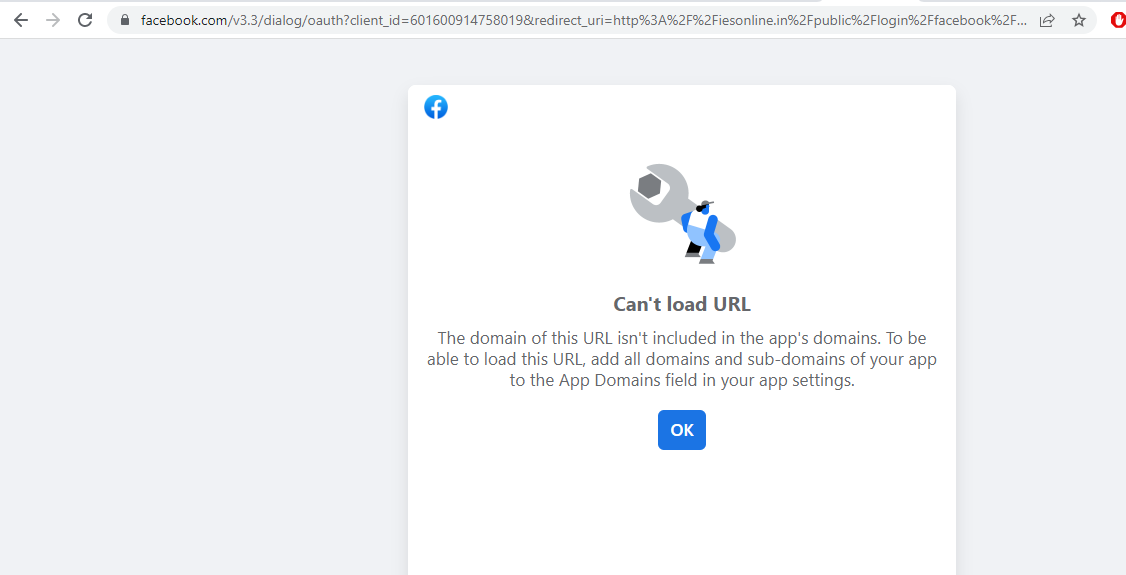 facebook.com/v3.3/dialog/oauth?client_id=601600914758019&redirect_uri=http%3A%2F%2Fiesonline.in%2Fpublic%2Flogin%2Ffacebook%2F...
Can't load URL
The domain of this URL isn't included in the app's domains. To be
able to load this URL, add all domains and sub-domains of your app
to the App Domains field in your app settings.
OK